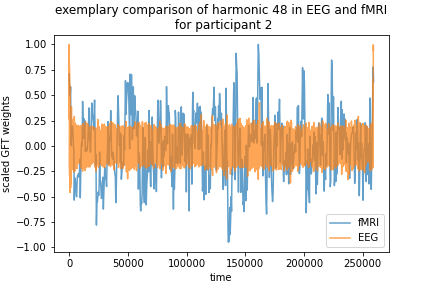 exemplary comparison of harmonic 48 in EEG and fMRI
for participant 2
1.00
0.75
0.50
0.25
0.00
−0.25
−0.50
−0.75
−1.00
scaled GFT weights
0 50000 100000 150000 200000 250000
time
fMRI
EEG